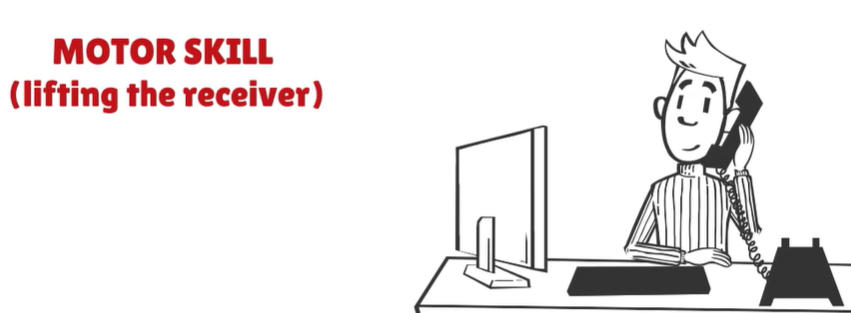 MOTOR SKILL
(lifting the receiver)